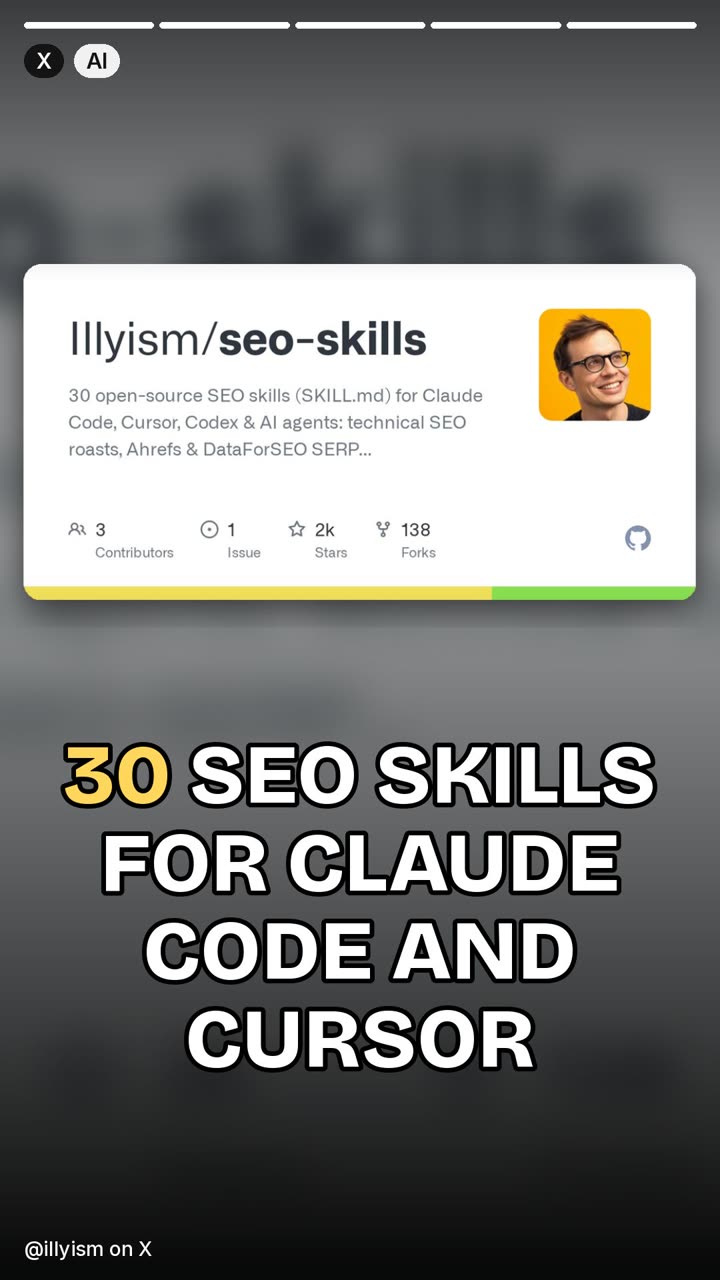 X AI
Illyism/seo-skills
30 open-source SEO skills (SKILL.md) for Claude
Code, Cursor, Codex & AI agents: technical SEO
roasts, Ahrefs & DataForSEO SERP...
3 1 2k 138
Contributors Issue Stars Forks
30 SEO SKILLS
FOR CLAUDE
CODE AND
CURSOR
@illyism on X